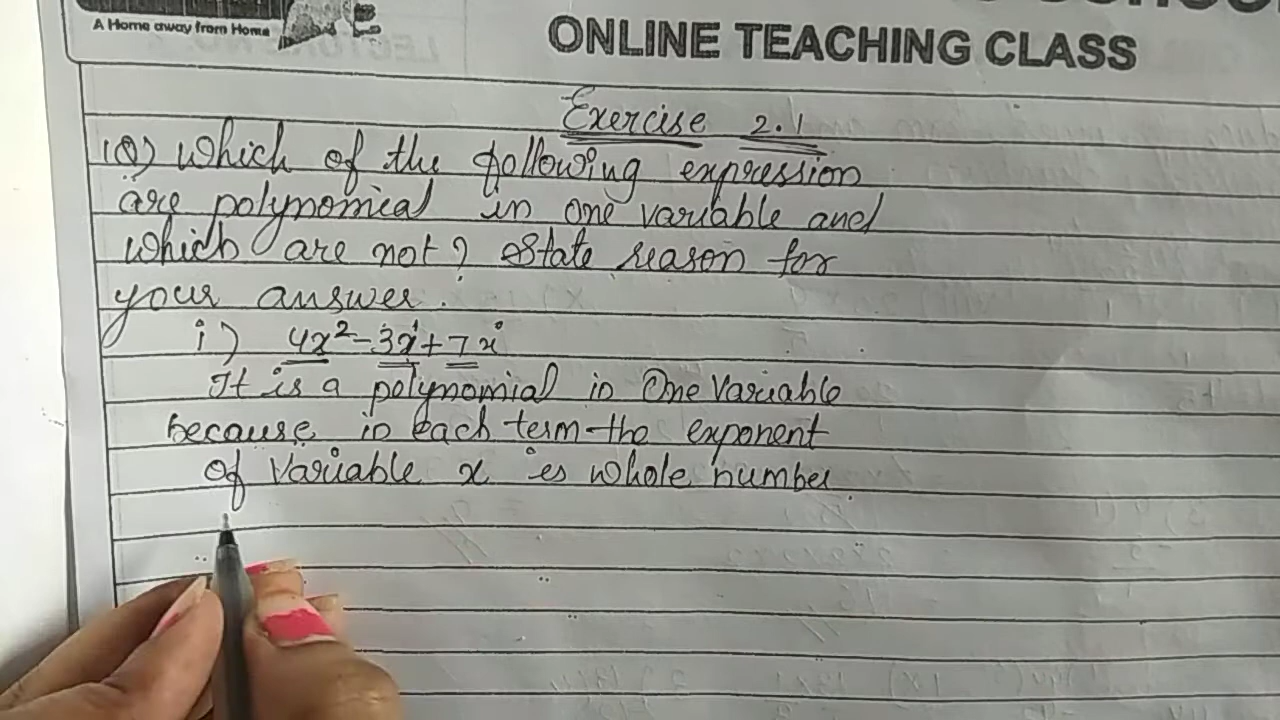 A Home away from Home
ONLINE TEACHING CLASS
Exercise 2.1
1Q) Which of the following expression
are polynomial in one variable and
which are not? State reason for
your answer.
i) 4x²-3x¹+7x⁰
It is a polynomial in One Variable
because in each term the exponent
of variable x is whole number.